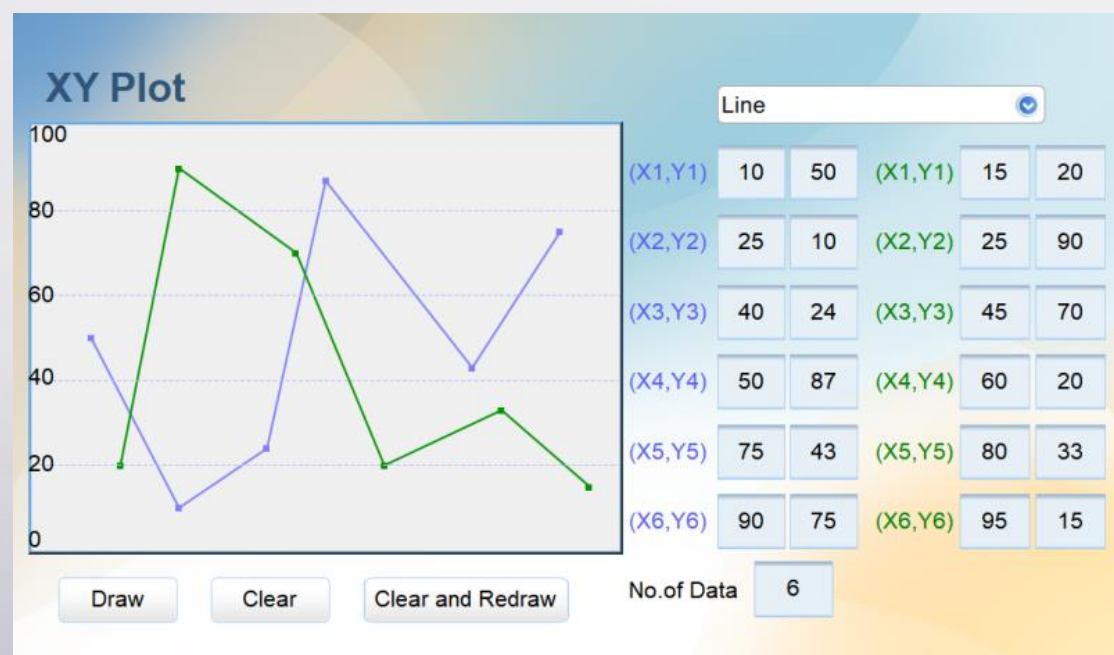 XY Plot
Line
100
80
60
40
20
0
(X1,Y1) 10 50 (X1,Y1) 15 20
(X2,Y2) 25 10 (X2,Y2) 25 90
(X3,Y3) 40 24 (X3,Y3) 45 70
(X4,Y4) 50 87 (X4,Y4) 60 20
(X5,Y5) 75 43 (X5,Y5) 80 33
(X6,Y6) 90 75 (X6,Y6) 95 15
Draw Clear Clear and Redraw No.of Data 6